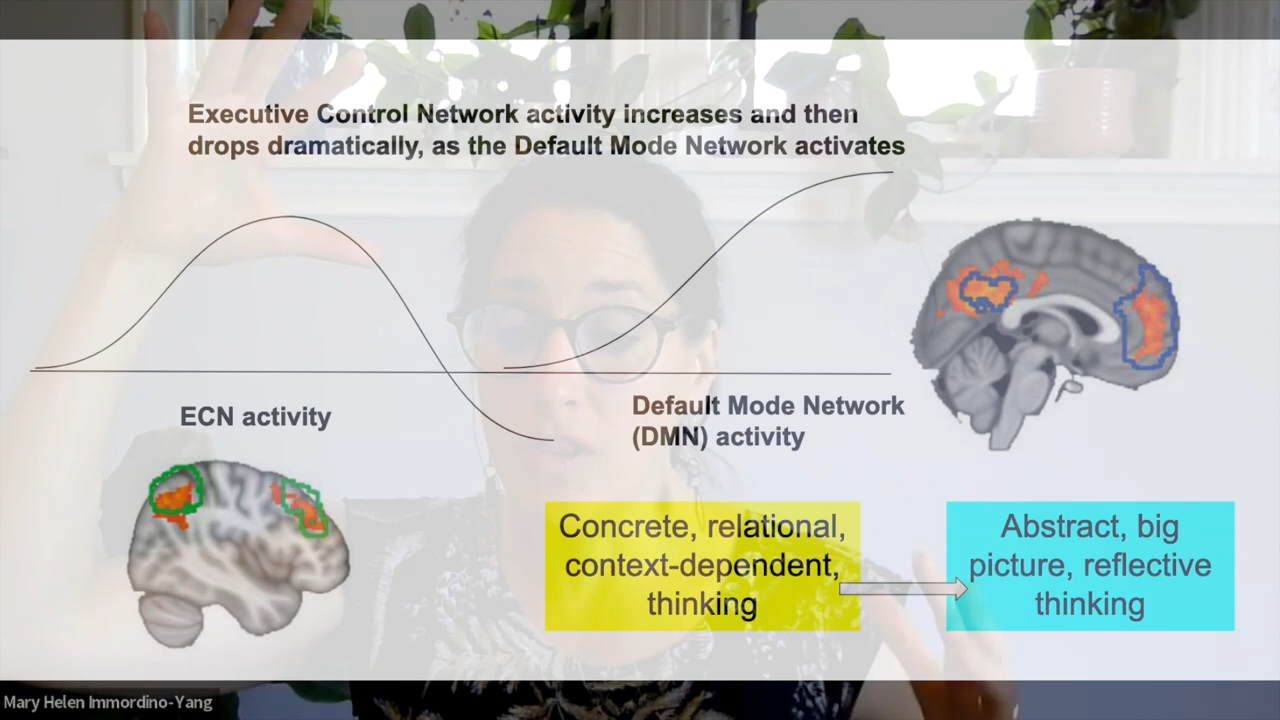 Executive Control Network activity increases and then
drops dramatically, as the Default Mode Network activates
ECN activity
Default Mode Network
(DMN) activity
Concrete, relational,
context-dependent,
thinking
Abstract, big
picture, reflective
thinking
Mary Helen Immordino-Yang